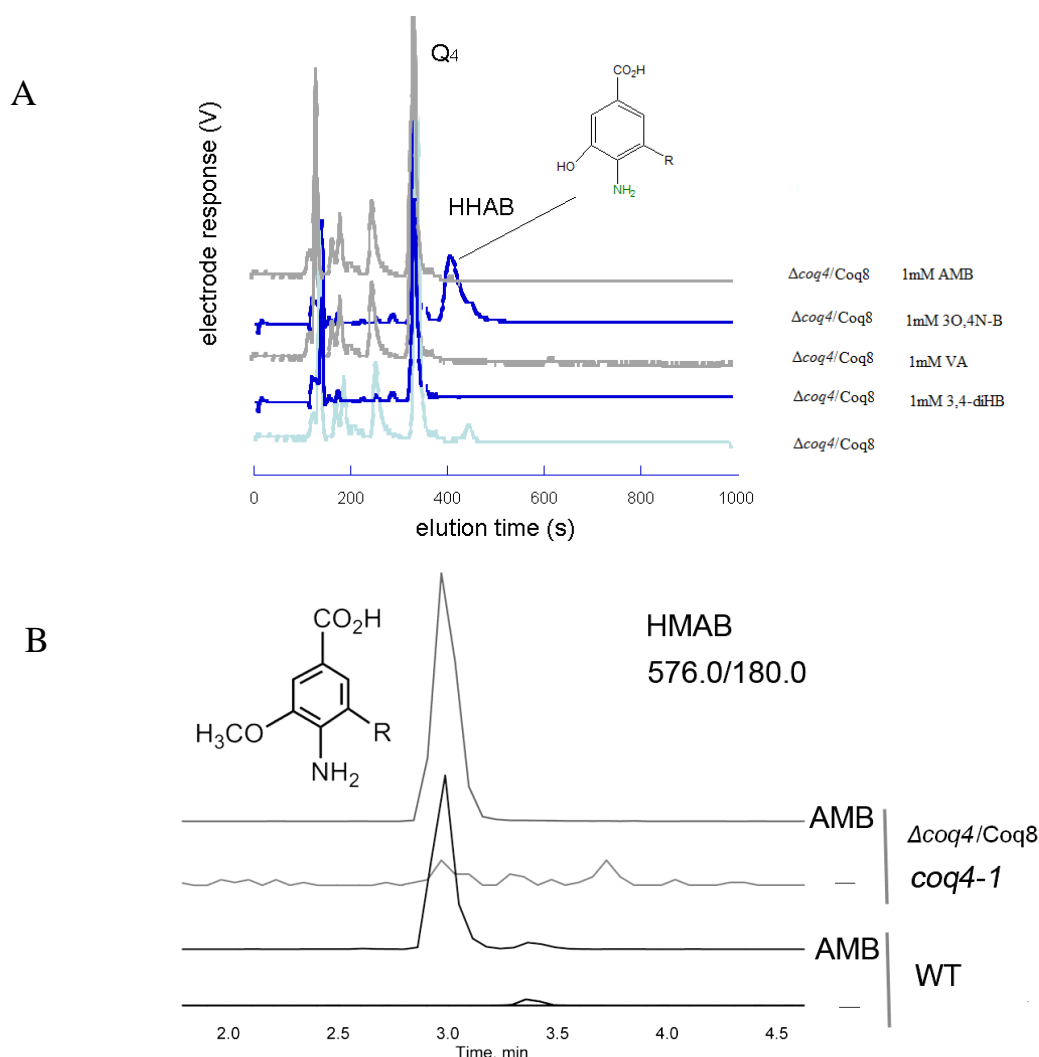 A
Q4
CO₂H
HO
R
NH₂
HHAB
electrode response (V)
Δcoq4/Coq8 1mM AMB
Δcoq4/Coq8 1mM 3O,4N-B
Δcoq4/Coq8 1mM VA
Δcoq4/Coq8 1mM 3,4-diHB
Δcoq4/Coq8
0 200 400 600 800 1000
elution time (s)
B
CO₂H
H₃CO
R
NH₂
HMAB
576.0/180.0
AMB
Δcoq4/Coq8
—
coq4-1
AMB
WT
—
2.0 2.5 3.0 3.5 4.0 4.5
Time, min